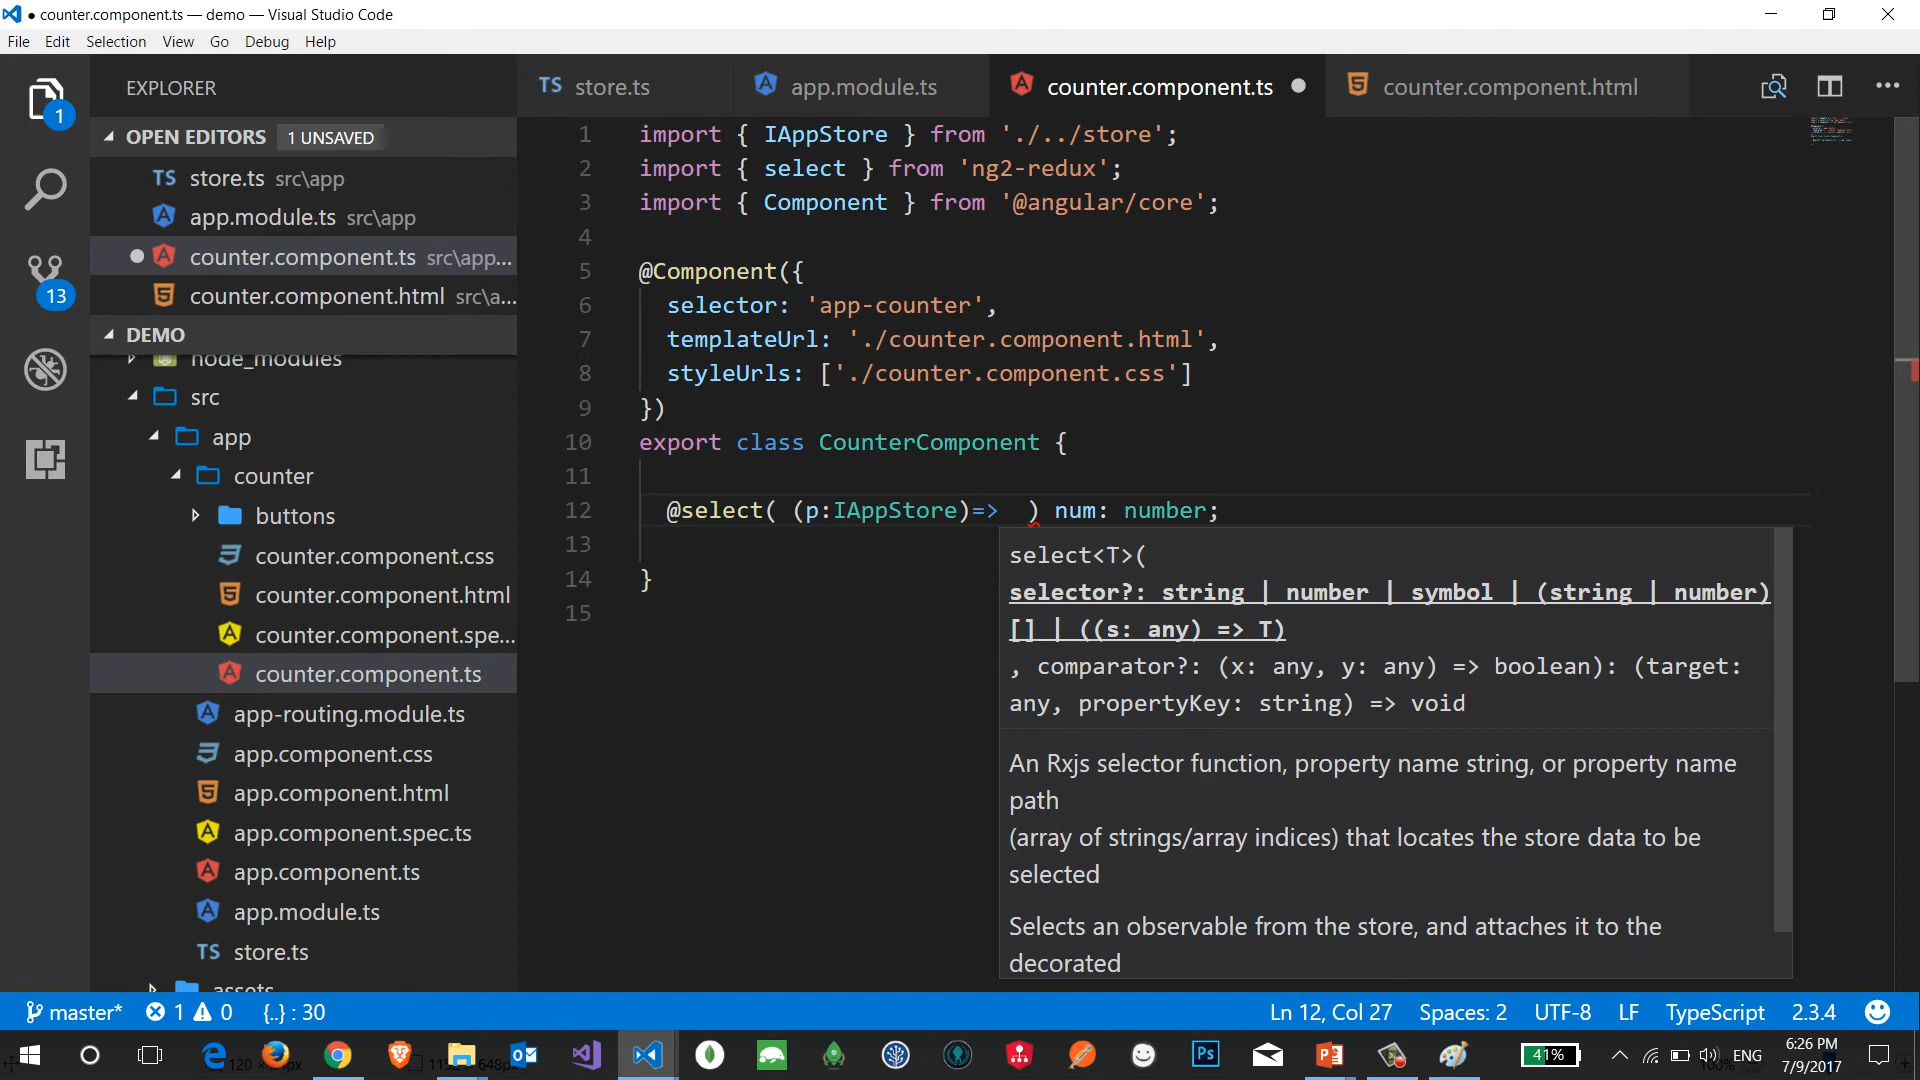 ● counter.component.ts — demo — Visual Studio Code
File Edit Selection View Go Debug Help
EXPLORER
OPEN EDITORS 1 UNSAVED
TS store.ts src\app
app.module.ts src\app
counter.component.ts src\app...
counter.component.html src\a...
DEMO
node_modules
src
app
counter
buttons
counter.component.css
counter.component.html
counter.component.spe...
counter.component.ts
app-routing.module.ts
app.component.css
app.component.html
app.component.spec.ts
app.component.ts
app.module.ts
TS store.ts
assets
1
13
TS store.ts
app.module.ts
counter.component.ts
counter.component.html
1 import { IAppStore } from './../store';
2 import { select } from 'ng2-redux';
3 import { Component } from '@angular/core';
4
5 @Component({
6 selector: 'app-counter',
7 templateUrl: './counter.component.html',
8 styleUrls: ['./counter.component.css']
9 })
10 export class CounterComponent {
11
12 @select( (p:IAppStore)=>  ) num: number;
13
14 }
15
select<T>(
selector?: string | number | symbol | (string | number)
[] | ((s: any) => T)
, comparator?: (x: any, y: any) => boolean): (target:
any, propertyKey: string) => void
An Rxjs selector function, property name string, or property name
path
(array of strings/array indices) that locates the store data to be
selected
Selects an observable from the store, and attaches it to the
decorated
master* 1 0 {..} : 30 Ln 12, Col 27 Spaces: 2 UTF-8 LF TypeScript 2.3.4
Ps
41%
ENG
6:26 PM
7/9/2017